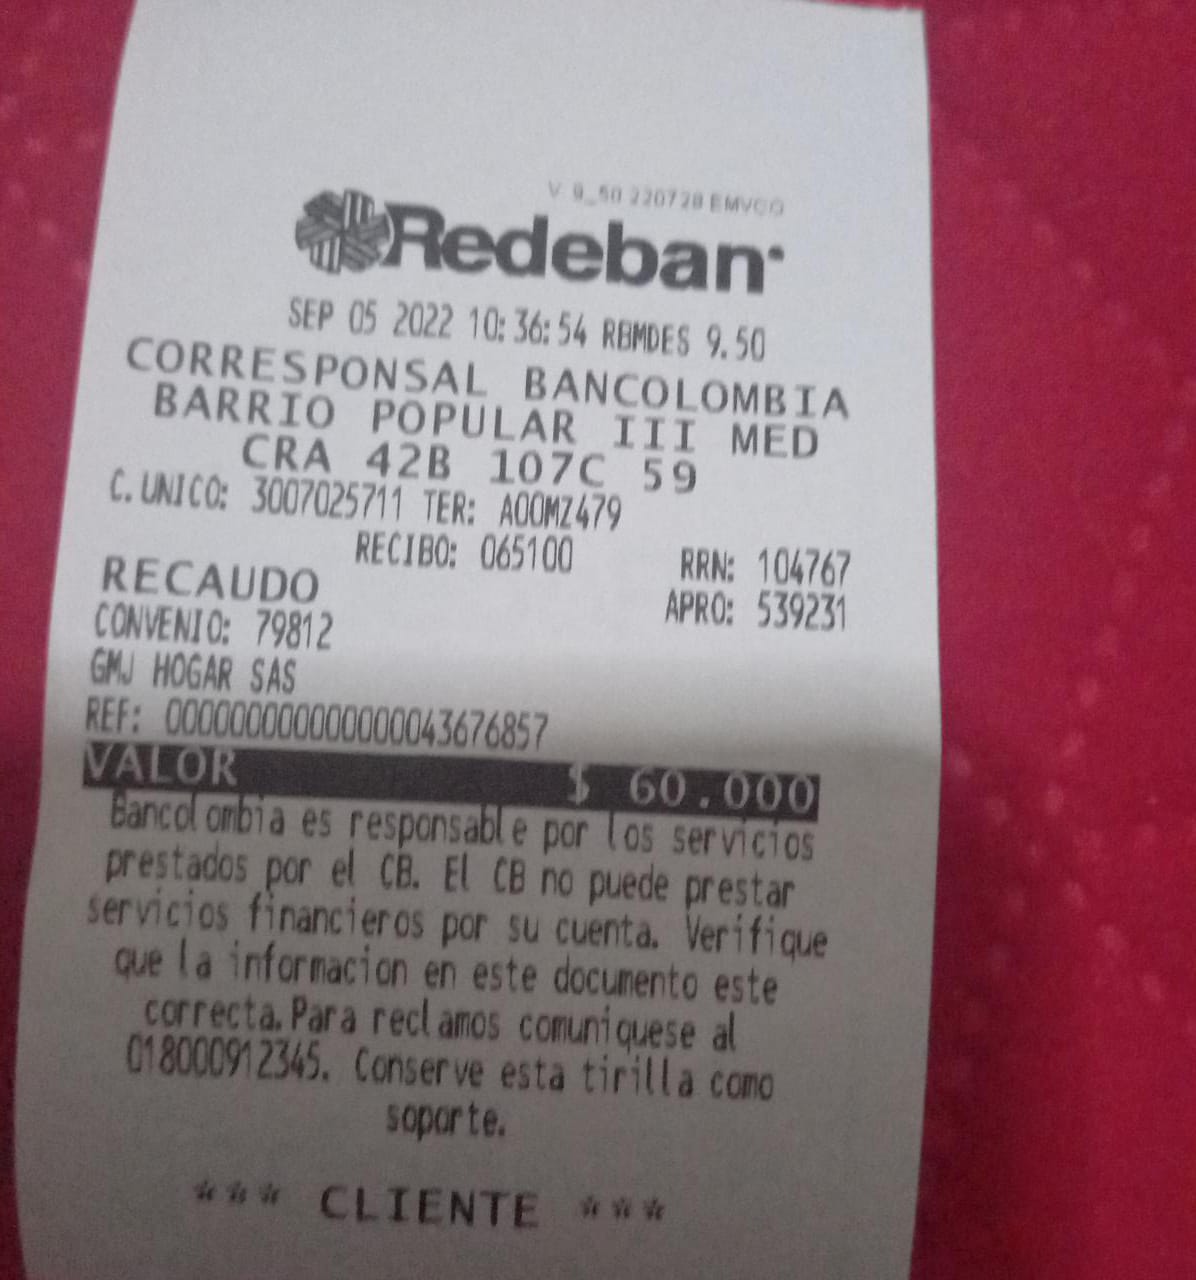 V 9_50 220728 EMVCO
Redeban
SEP 05 2022 10:36:54 RBMDES 9.50
CORRESPONSAL BANCOLOMBIA
BARRIO POPULAR III MED
CRA 42B 107C 59
C. UNICO: 3007025711 TER: A00MZ479
RECIBO: 065100 RRN: 104767
RECAUDO APRO: 539231
CONVENIO: 79812
GMJ HOGAR SAS
REF: 000000000000000043676857
VALOR $ 60.000
Bancolombia es responsable por los servicios
prestados por el CB. El CB no puede prestar
servicios financieros por su cuenta. Verifique
que la informacion en este documento este
correcta.Para reclamos comuniquese al
018000912345. Conserve esta tirilla como
soporte.
*** CLIENTE ***